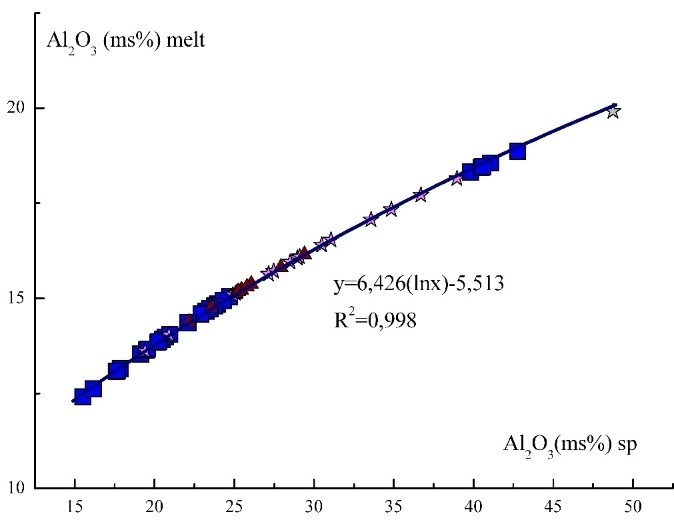 Al₂O₃ (ms%) melt
20
15
y=6,426(lnx)-5,513
R²=0,998
Al₂O₃(ms%) sp
10
15 20 25 30 35 40 45 50